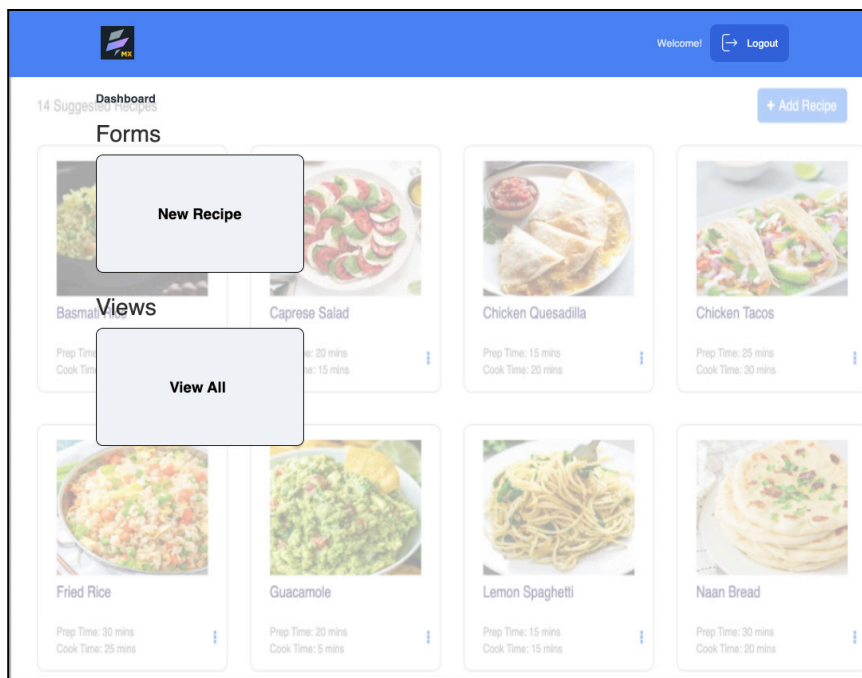 MX
Welcome!
Logout
Dashboard
14 Suggested Recipes
+ Add Recipe
Forms
New Recipe
Basmati Rice
Caprese Salad
Chicken Quesadilla
Chicken Tacos
Views
Prep Time
: 20 mins
Prep Time: 15 mins
Prep Time: 25 mins
Cook Time
: 15 mins
Cook Time: 20 mins
Cook Time: 30 mins
View All
Fried Rice
Guacamole
Lemon Spaghetti
Naan Bread
Prep Time: 30 mins
Prep Time: 20 mins
Prep Time: 15 mins
Prep Time: 30 mins
Cook Time: 25 mins
Cook Time: 5 mins
Cook Time: 15 mins
Cook Time: 20 mins